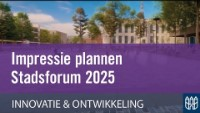 Impressie plannen
Stadsforum 2025
INNOVATIE & ONTWIKKELING